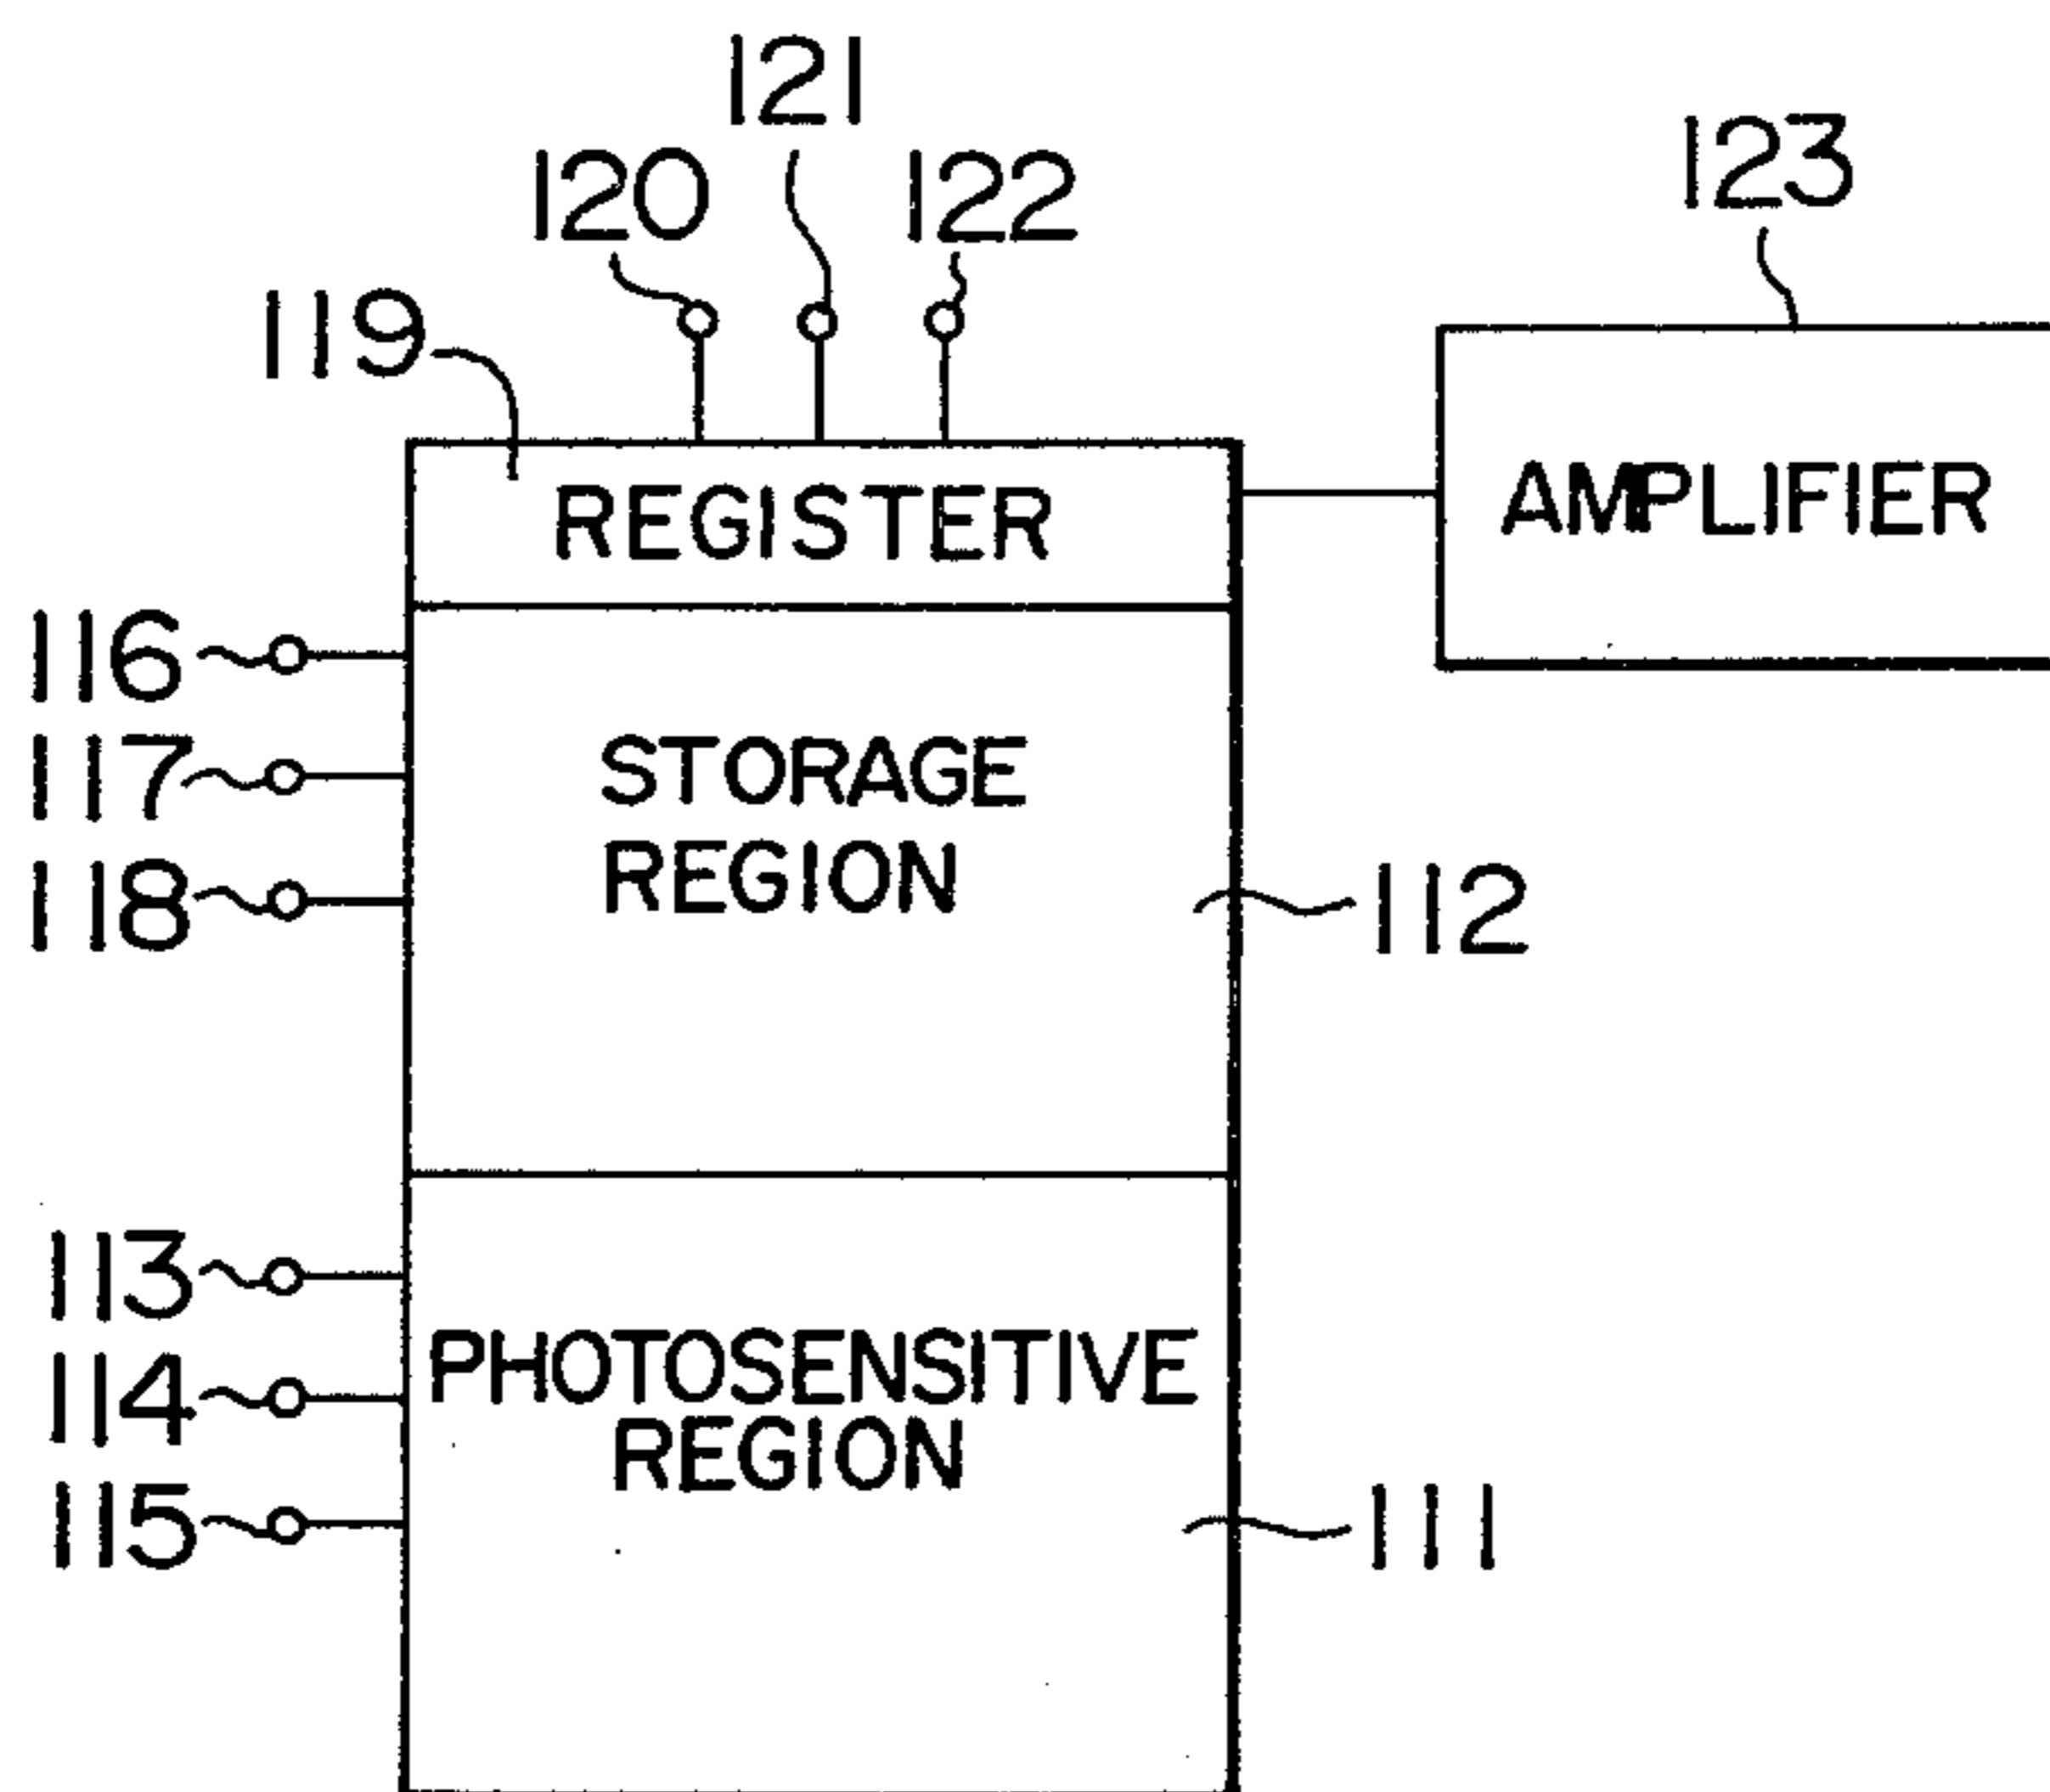 121
120
122
123
119
REGISTER
AMPLIFIER
116
117
118
STORAGE
REGION
112
113
114
115
PHOTOSENSITIVE
REGION
111